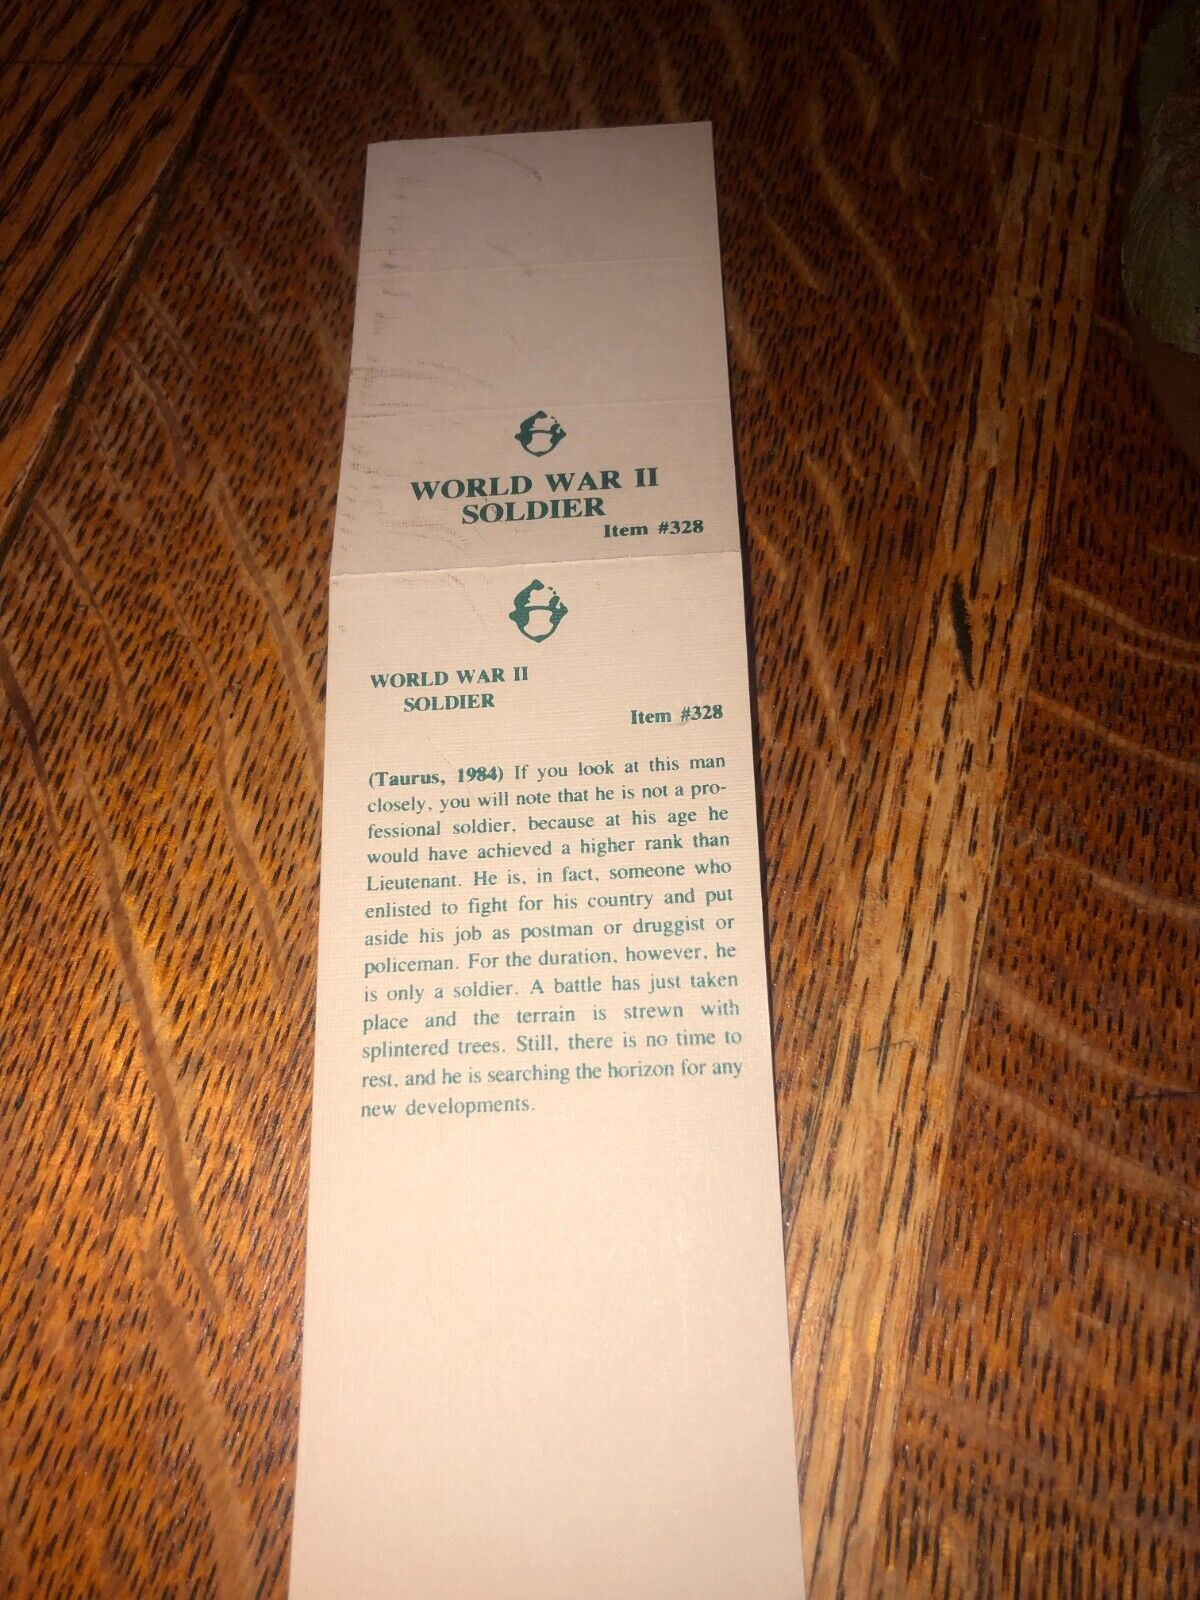 WORLD WAR II
SOLDIER
Item #328
WORLD WAR II
SOLDIER
Item #328
(Taurus, 1984) If you look at this man
closely, you will note that he is not a pro-
fessional soldier, because at his age he
would have achieved a higher rank than
Lieutenant. He is, in fact, someone who
enlisted to fight for his country and put
aside his job as postman or druggist or
policeman. For the duration, however, he
is only a soldier. A battle has just taken
place and the terrain is strewn with
splintered trees. Still, there is no time to
rest, and he is searching the horizon for any
new developments.